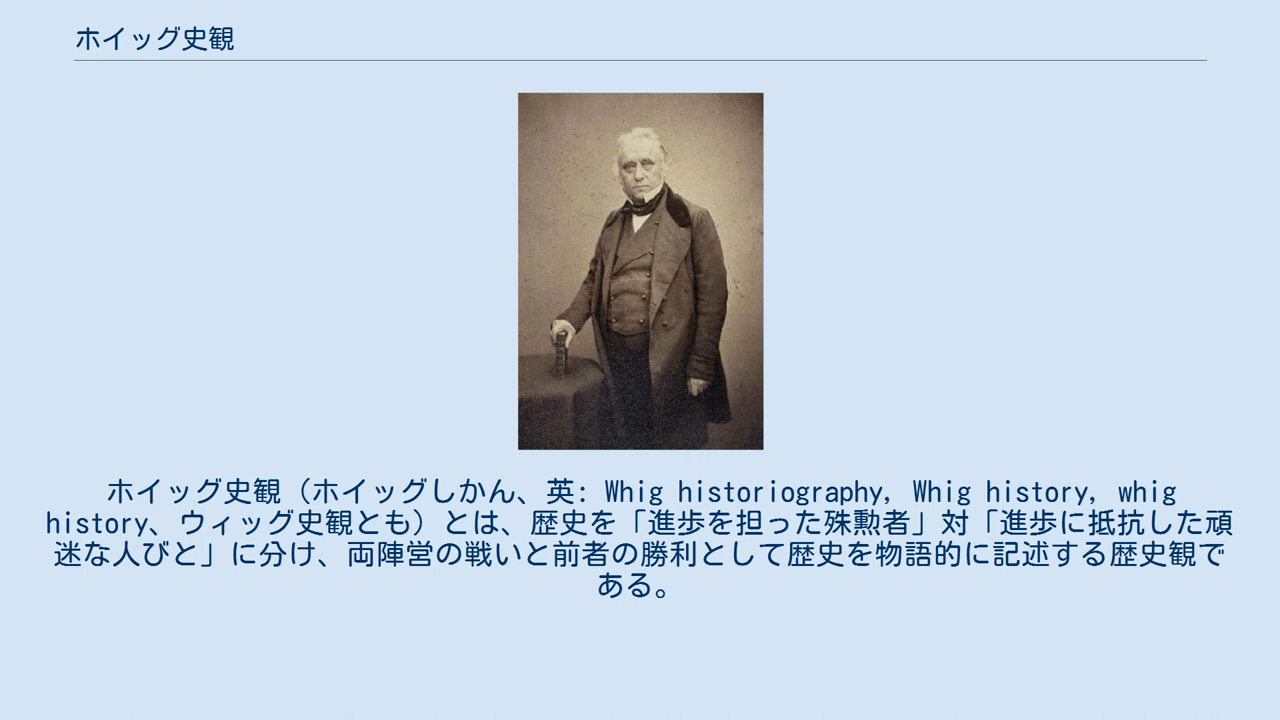 ホイッグ史観
ホイッグ史観（ホイッグしかん、英: Whig historiography, Whig history, whig
history、ウィッグ史観とも）とは、歴史を「進歩を担った殊勲者」対「進歩に抵抗した頑
迷な人びと」に分け、両陣営の戦いと前者の勝利として歴史を物語的に記述する歴史観で
ある。